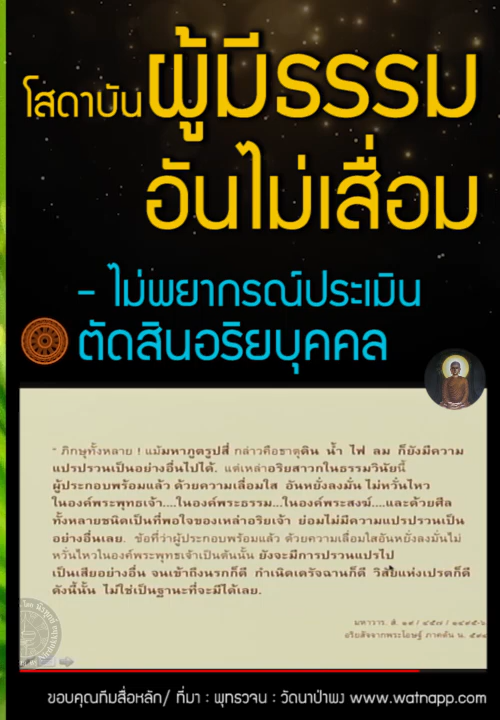 โสดาบันผู้มีธรรม
อันไม่เสื่อม
- ไม่พยากรณ์ประเมิน
ตัดสินอริยบุคคล
“ ภิกษุทั้งหลาย ! แม้มหาภูตรูปสี่ กล่าวคือธาตุดิน น้ำ ไฟ ลม ก็ยังมีความ
แปรปรวนเป็นอย่างอื่นไปได้. แต่เหล่าอริยสาวกในธรรมวินัยนี้
ผู้ประกอบพร้อมแล้ว ด้วยความเลื่อมใส อันหยั่งลงมั่น ไม่หวั่นไหว
ในองค์พระพุทธเจ้า....ในองค์พระธรรม...ในองค์พระสงฆ์....และด้วยศีล
ทั้งหลายชนิดเป็นที่พอใจของเหล่าอริยเจ้า ย่อมไม่มีความแปรปรวนเป็น
อย่างอื่นเลย. ข้อที่ว่าผู้ประกอบพร้อมแล้ว ด้วยความเลื่อมใสอันหยั่งลงมั่นไม่
หวั่นไหวในองค์พระพุทธเจ้าเป็นต้นนั้น ยังจะมีการปรวนแปรไป
เป็นเสียอย่างอื่น จนเข้าถึงนรกก็ดี กำเนิดเดรัจฉานก็ดี วิสัยแห่งเปรตก็ดี
ดังนี้นั้น ไม่ใช่เป็นฐานะที่จะมีได้เลย.
มหาวาร. สํ. ๑๙ / ๔๕๗ / ๑๔๙๕-๖
อริยสัจจากพระโอษฐ์ ภาคต้น น.
ขอบคุณทีมสื่อหลัก/ ที่มา : พุทธวจน : วัดนาป่าพง www.watnapp.com